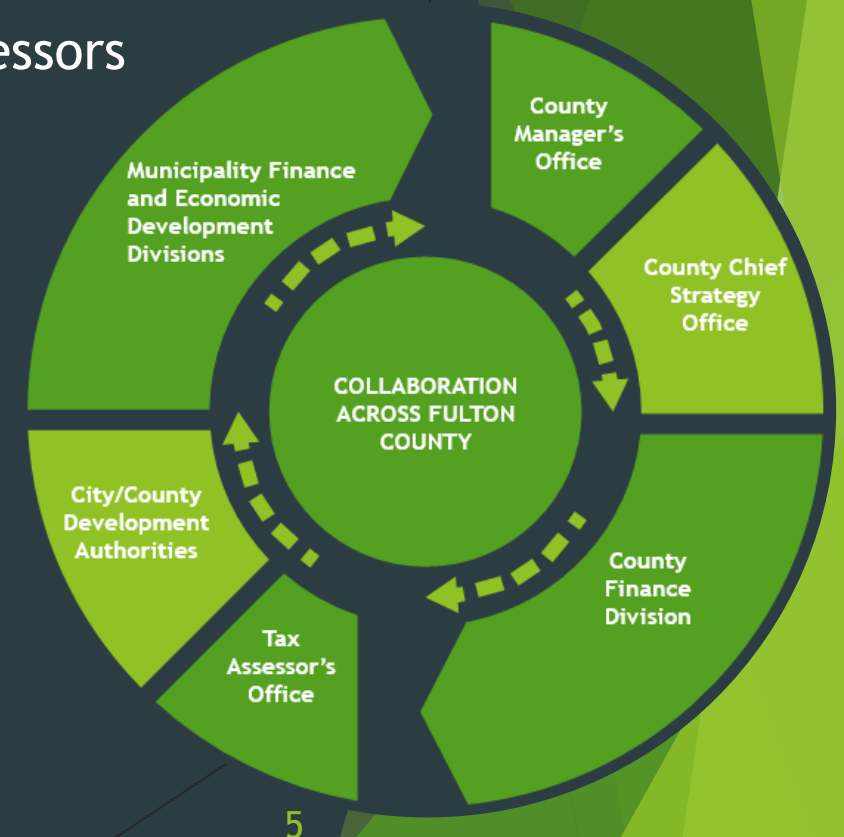 essors
County
Manager's
Office
Municipality Finance
and Economic
Development
Divisions
County Chief
Strategy
Office
COLLABORATION
ACROSS FULTON
COUNTY
City/County
Development
Authorities
County
Finance
Division
Tax
Assessor's
Office
5